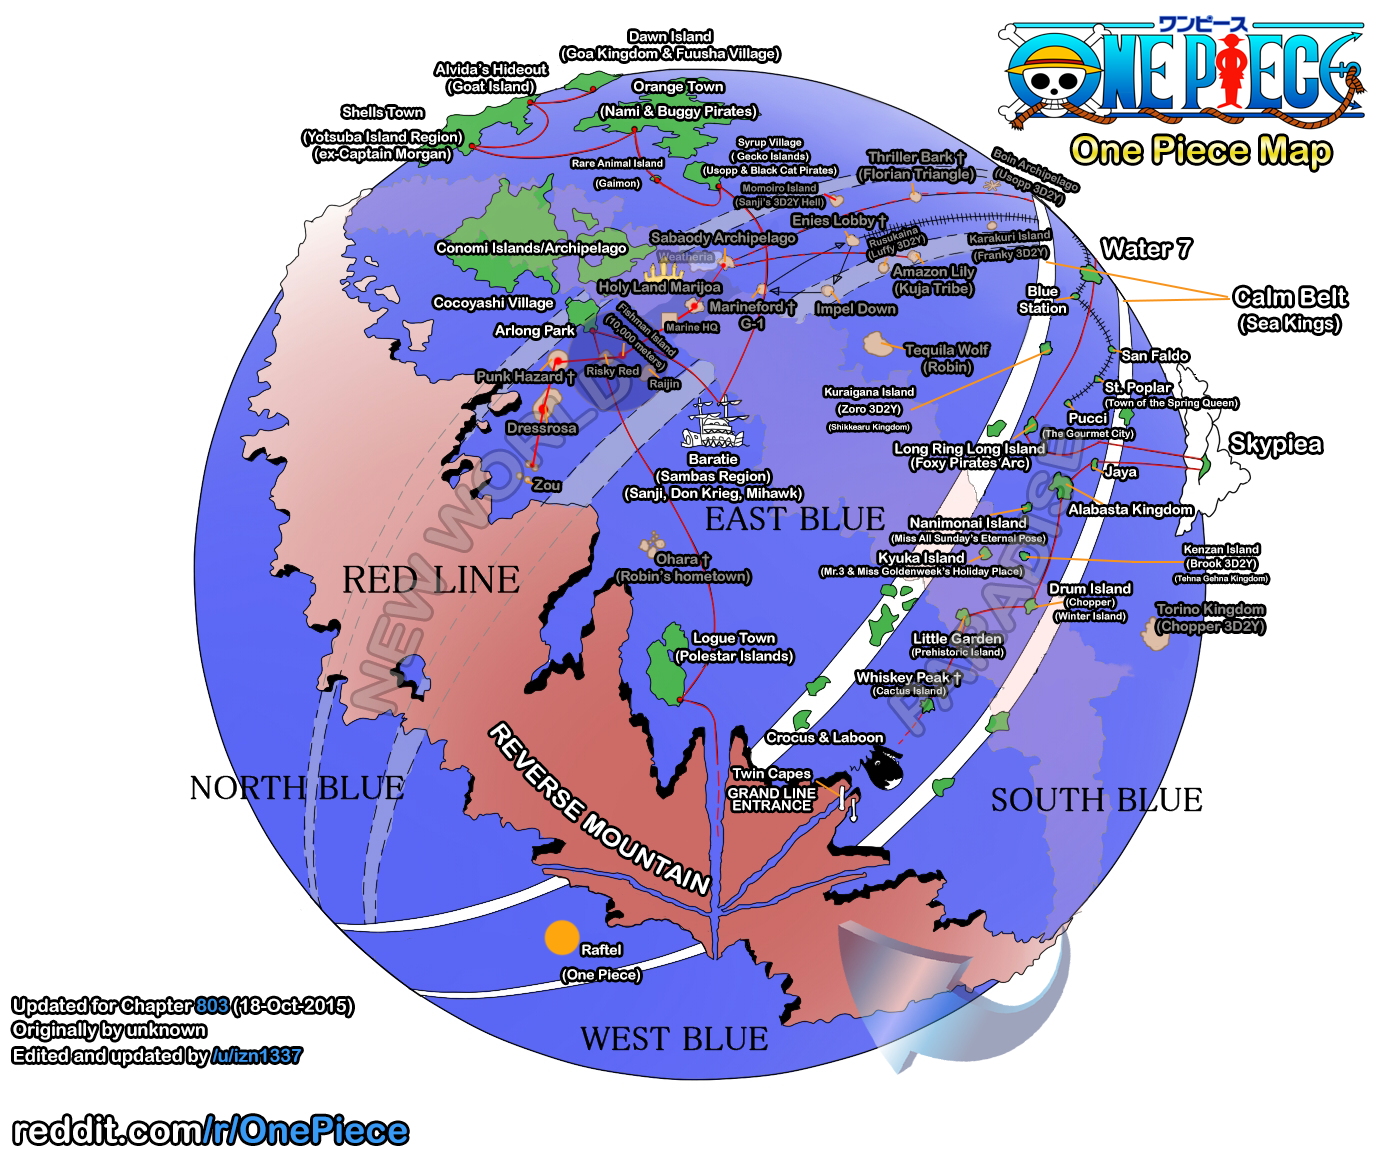 ワンピース
ONE PIECE
One Piece Map
Dawn Island
(Goa Kingdom & Fuusha Village)
Alvida's Hideout
(Goat Island)
Orange Town
(Nami & Buggy Pirates)
Shells Town
(Yotsuba Island Region)
(ex-Captain Morgan)
Syrup Village
( Gecko Islands)
(Usopp & Black Cat Pirates)
Rare Animal Island
(Gaimon)
Thriller Bark †
(Florian Triangle)
Boin Archipelago
(Usopp 3D2Y)
Momoiro Island
(Sanji's 3D2Y Hell)
Enies Lobby †
Rusukaina
(Luffy 3D2Y)
Karakuri Island
(Franky 3D2Y)
Water 7
Conomi Islands/Archipelago
Sabaody Archipelago
Weatheria
Holy Land Marijoa
Amazon Lily
(Kuja Tribe)
Cocoyashi Village
Arlong Park
Fishman Island
(10,000 meters)
Marine HQ
Marineford †
G-1
Impel Down
Blue
Station
Calm Belt
(Sea Kings)
Tequila Wolf
(Robin)
San Faldo
Punk Hazard †
Risky Red
Raijin
Kuraigana Island
(Zoro 3D2Y)
(Shikkearu Kingdom)
St. Poplar
(Town of the Spring Queen)
Dressrosa
Pucci
(The Gourmet City)
Skypiea
Baratie
(Sambas Region)
(Sanji, Don Krieg, Mihawk)
Long Ring Long Island
(Foxy Pirates Arc)
Jaya
Zou
NEW WORLD
PARADISE
EAST BLUE
Alabasta Kingdom
Nanimonai Island
(Miss All Sunday's Eternal Pose)
Kyuka Island
(Mr.3 & Miss Goldenweek's Holiday Place)
Kenzan Island
(Brook 3D2Y)
(Tehna Gehna Kingdom)
RED LINE
Ohara †
(Robin's hometown)
Drum Island
(Chopper)
(Winter Island)
Torino Kingdom
(Chopper 3D2Y)
Logue Town
(Polestar Islands)
Little Garden
(Prehistoric Island)
Whiskey Peak †
(Cactus Island)
Crocus & Laboon
Twin Capes
GRAND LINE
ENTRANCE
REVERSE MOUNTAIN
NORTH BLUE
SOUTH BLUE
Raftel
(One Piece)
WEST BLUE
Updated for Chapter 803 (18-Oct-2015)
Originally by unknown
Edited and updated by /u/izn1337
reddit.com/r/OnePiece